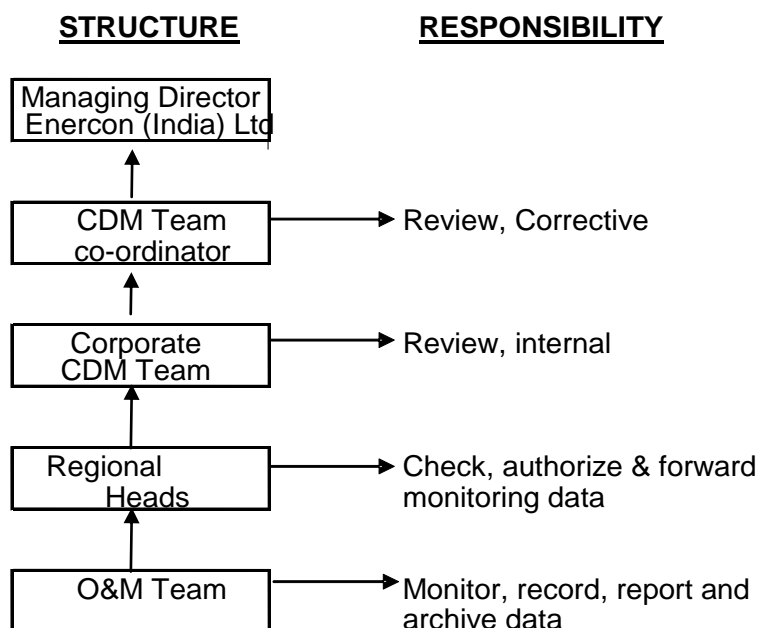 STRUCTURE RESPONSIBILITY
Managing Director
Enercon (India) Ltd
CDM Team
co-ordinator
Review, Corrective
Corporate
CDM Team
Review, internal
Regional
Heads
Check, authorize & forward
monitoring data
O&M Team
Monitor, record, report and
archive data